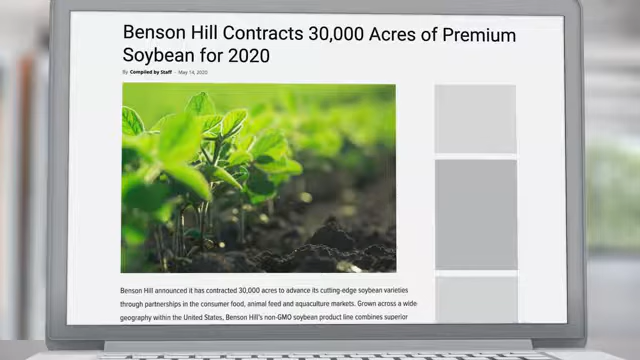 Benson Hill Contracts 30,000 Acres of Premium
Soybean for 2020
By Compiled by Staff - May 14, 2020
Benson Hill announced it has contracted 30,000 acres to advance its cutting-edge soybean varieties
through partnerships in the consumer food, animal feed and aquaculture markets. Grown across a wide
geography within the United States, Benson Hill's non-GMO soybean product line combines superior